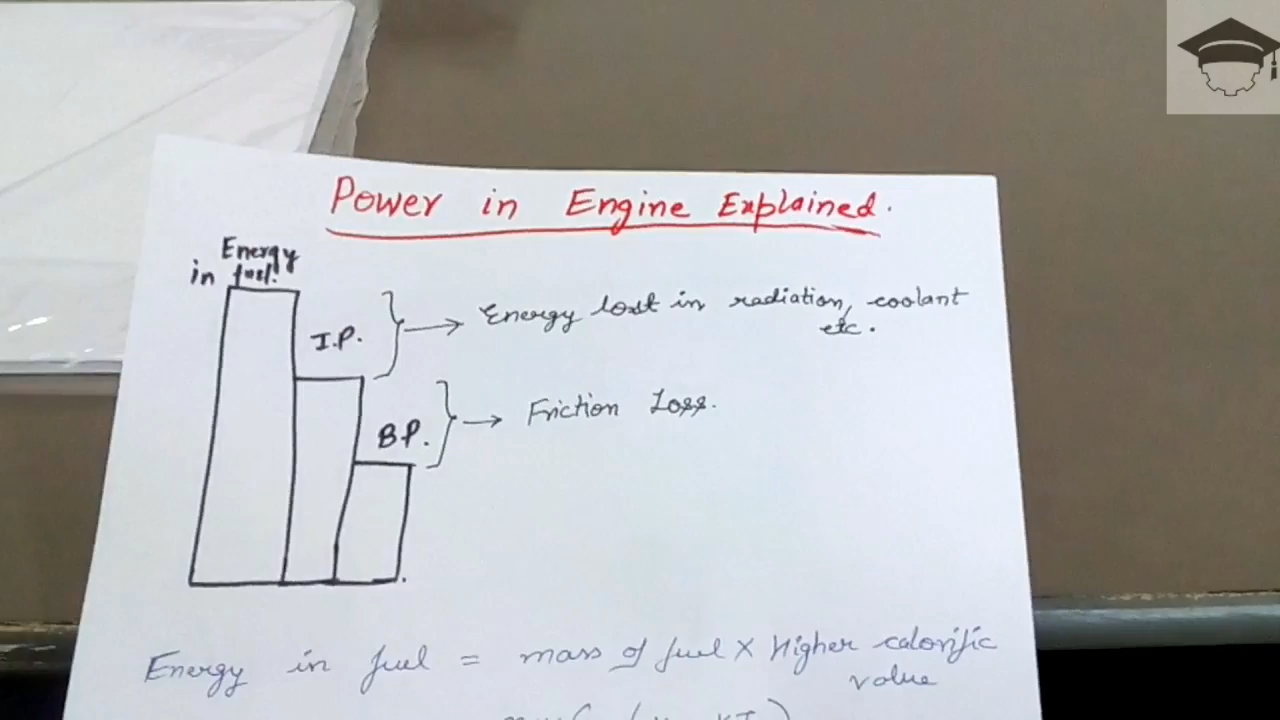 Power in Engine Explained.
Energy
in fuel.
I.P.
Energy lost in radiation, coolant
etc.
B.P.
Friction Loss.
Energy in fuel = mass of fuel X Higher calorific
value